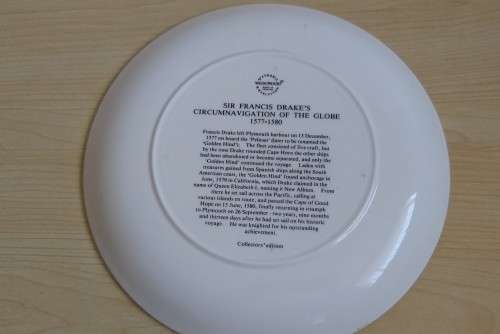 SIR FRANCIS DRAKE'S
CIRCUMNAVIGATION OF THE GLOBE
1577-1580
Francis Drake left Plymouth harbour on 13 December,
1577 on board the 'Pelican' (later to be renamed the
'Golden Hind'). The fleet consisted of five craft, but
by the time Drake rounded Cape Horn the other ships
had been abandoned or become separated, and only the
'Golden Hind' continued the voyage. Laden with
treasures gained from Spanish ships along the South
American coast, the 'Golden Hind' found anchorage in
June, 1579 in California, which Drake claimed in the
name of Queen Elizabeth I, naming it New Albion. From
there he set sail across the Pacific, calling at
various islands en route, and passed the Cape of Good
Hope on 15 June, 1580, finally returning in triumph
to Plymouth on 26 September - two years, nine months
and thirteen days after he had set sail on his historic
voyage. He was knighted for his outstanding
achievement.
Collectors' edition